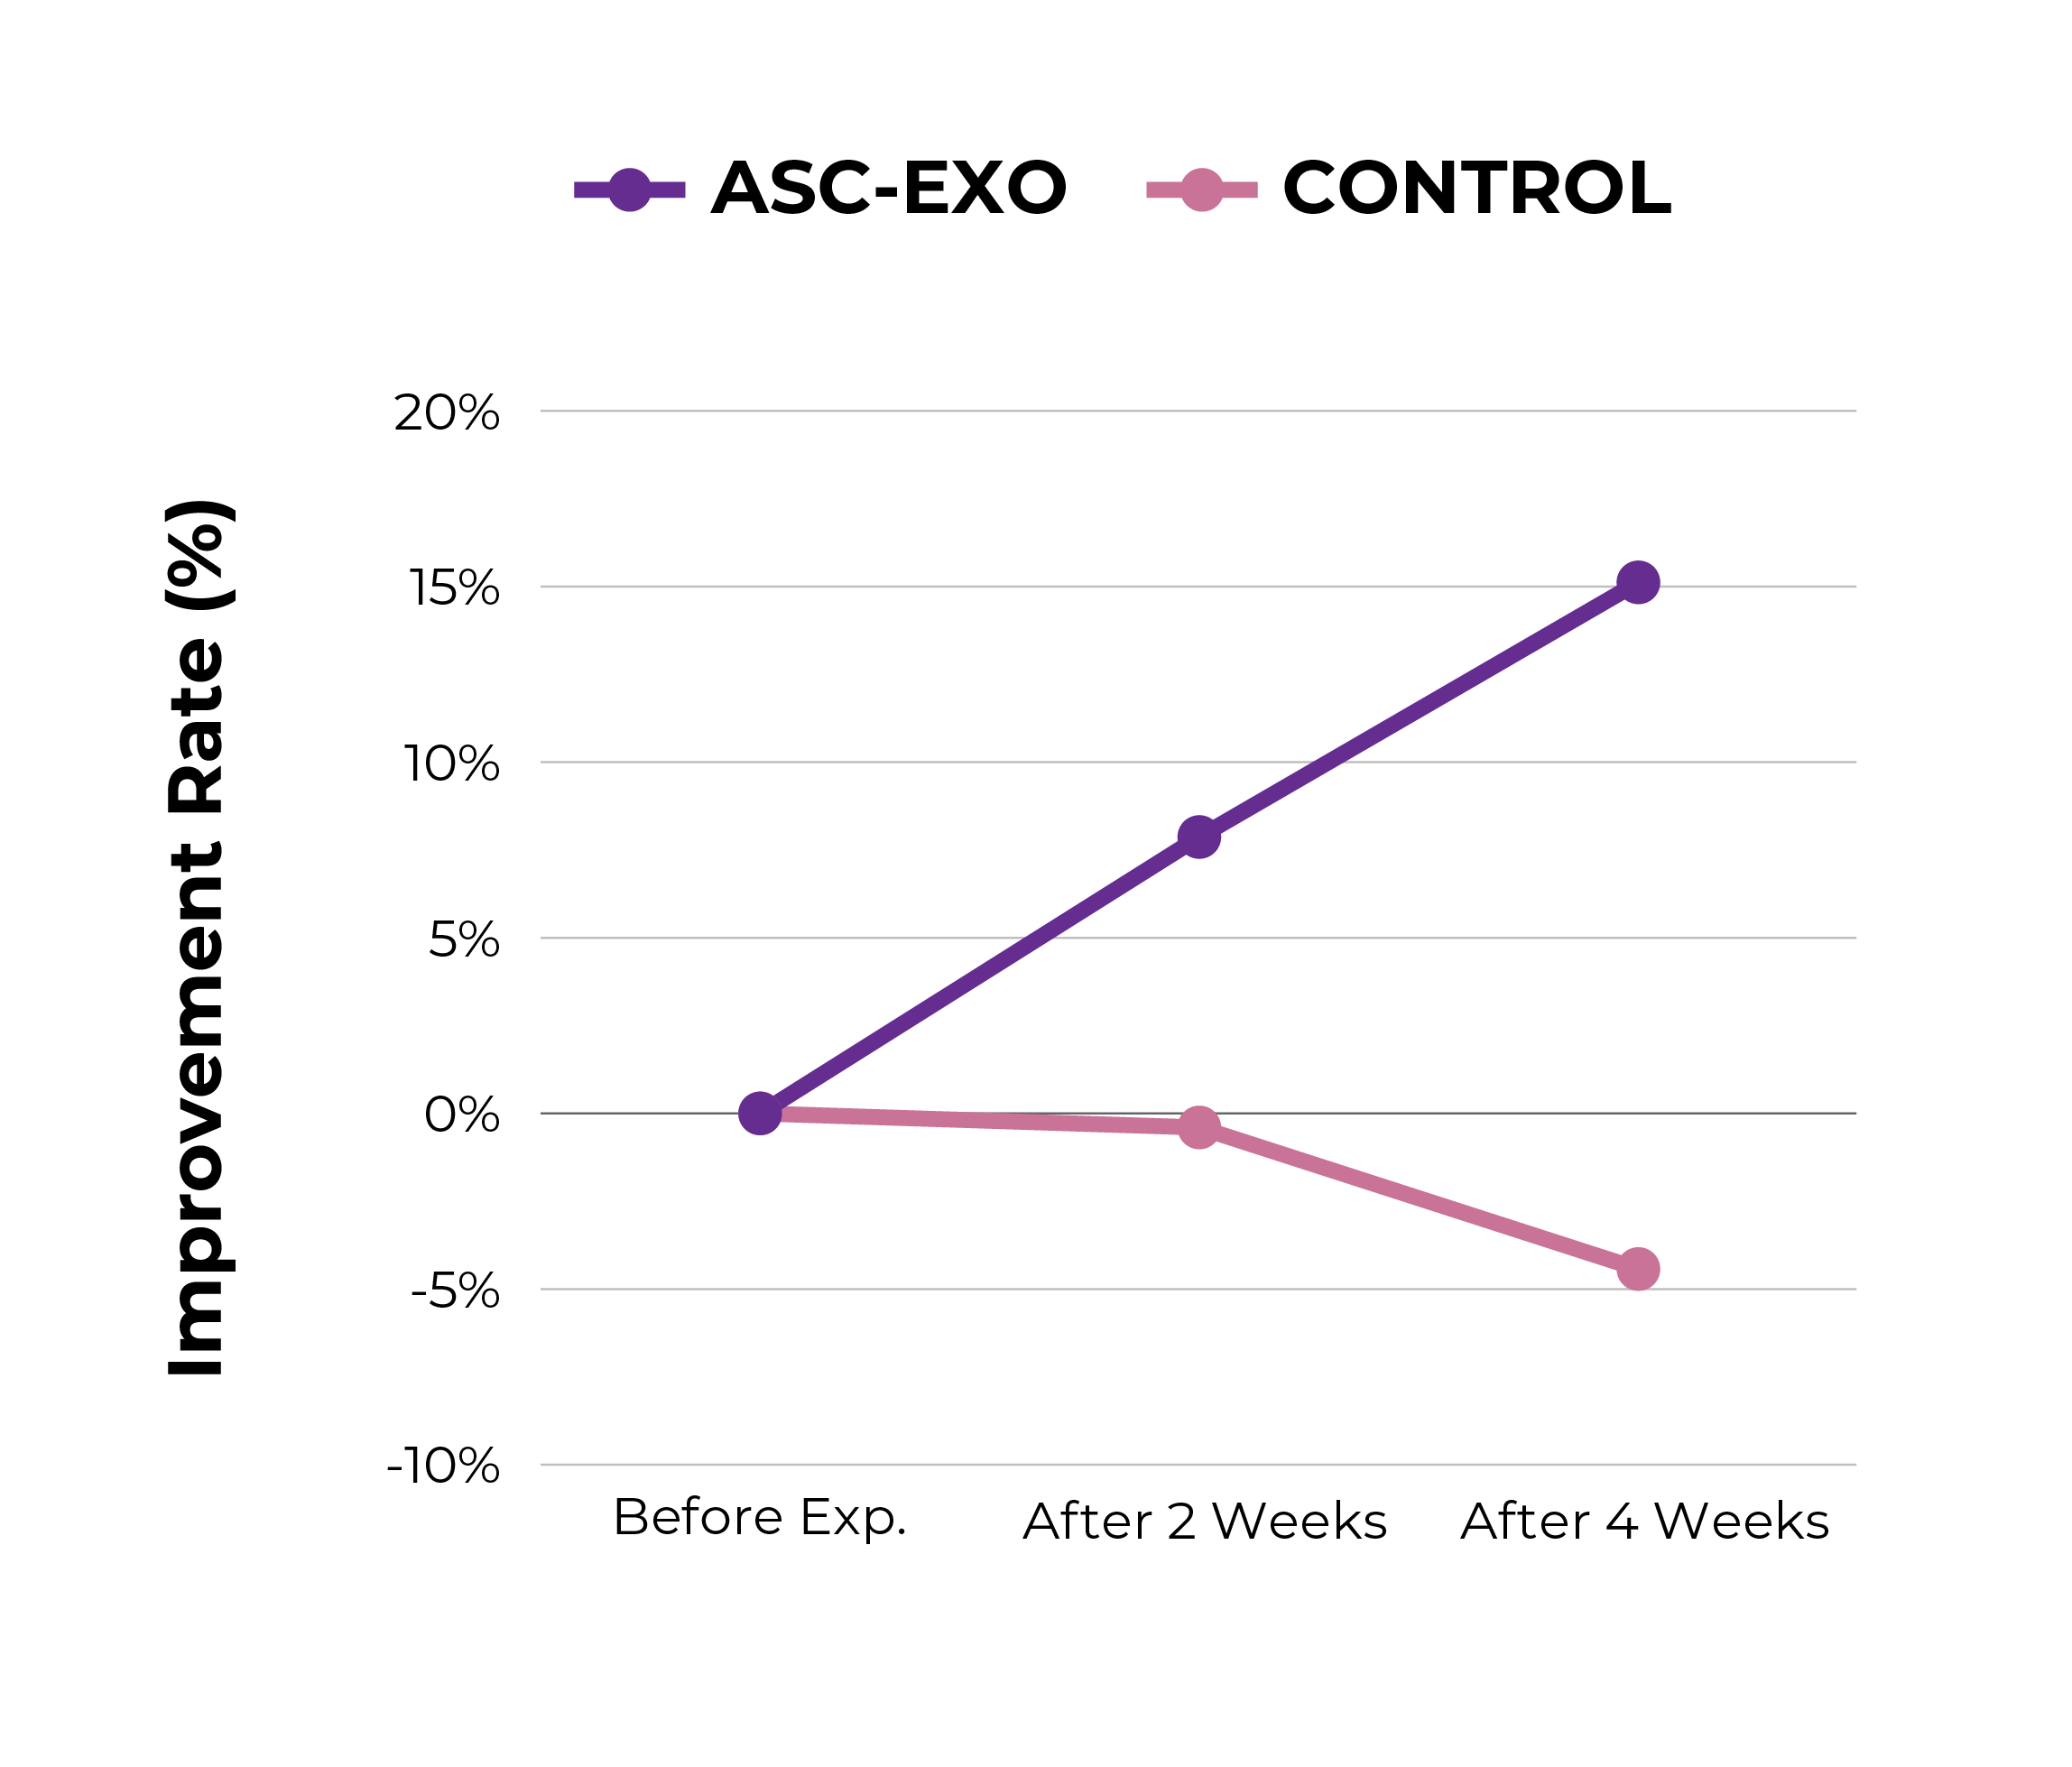 ASC-EXO CONTROL
Improvement Rate (%)
20%
15%
10%
5%
0%
-5%
-10%
Before Exp. After 2 Weeks After 4 Weeks